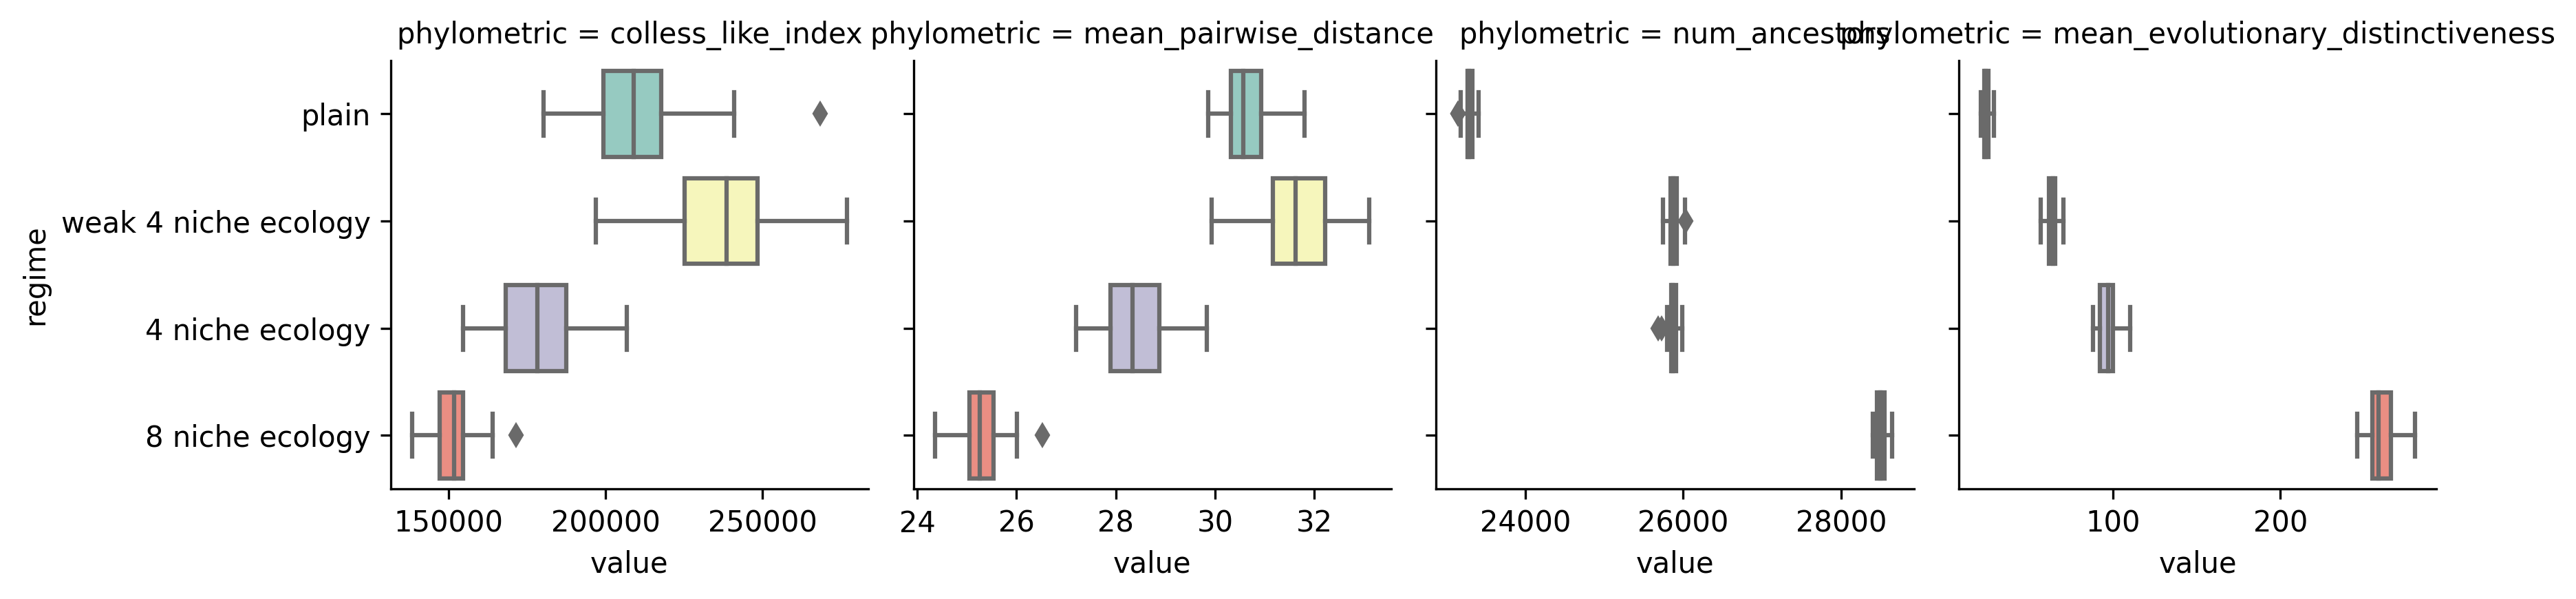 phylometric = colless_like_index
phylometric = mean_pairwise_distance
phylometric = num_ancestors
phylometric = mean_evolutionary_distinctiveness
regime
plain
weak 4 niche ecology
4 niche ecology
8 niche ecology
150000 200000 250000
value
24 26 28 30 32
value
24000 26000 28000
value
100 200
value